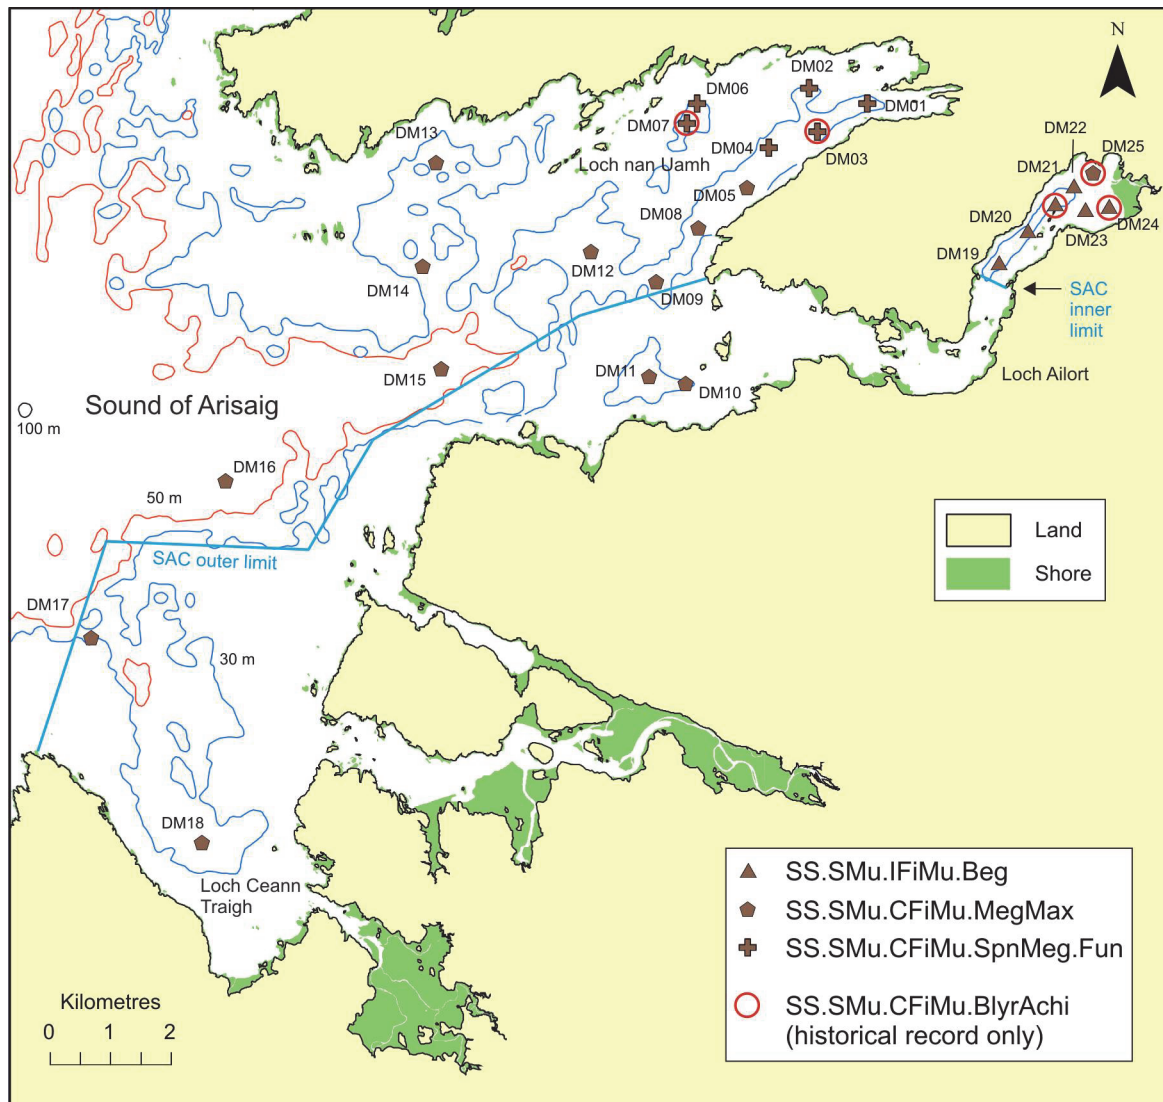 N
DM02
DM06
DM01
DM13
DM07
DM22
DM25
DM04
DM03
Loch nan Uamh
DM21
DM05
DM08
DM20
DM24
DM23
DM12
DM19
DM14
DM09
SAC
inner
limit
DM15
DM11
DM10
Loch Ailort
Sound of Arisaig
100 m
DM16
50 m
SAC outer limit
Land
Shore
DM17
30 m
DM18
Loch Ceann
Traigh
SS.SMu.IFiMu.Beg
SS.SMu.CFiMu.MegMax
SS.SMu.CFiMu.SpnMeg.Fun
SS.SMu.CFiMu.BlyrAchi
(historical record only)
Kilometres
0 1 2